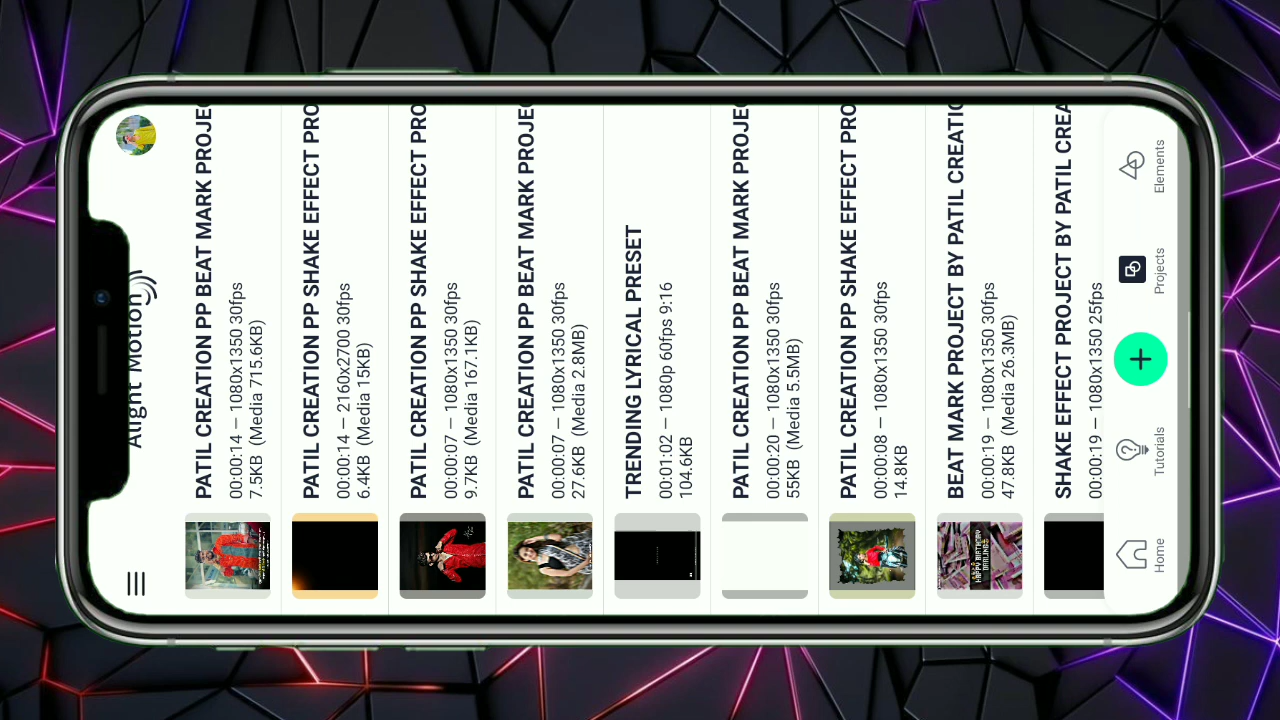 Alight Motion
PATIL CREATION PP BEAT MARK PROJEC
00:00:14 – 1080x1350 30fps
7.5KB (Media 715.6KB)
PATIL CREATION PP SHAKE EFFECT PRO
00:00:14 – 2160x2700 30fps
6.4KB (Media 15KB)
PATIL CREATION PP SHAKE EFFECT PRO
00:00:07 – 1080x1350 30fps
9.7KB (Media 167.1KB)
PATIL CREATION PP BEAT MARK PROJEC
00:00:07 – 1080x1350 30fps
27.6KB (Media 2.8MB)
TRENDING LYRICAL PRESET
00:01:02 – 1080p 60fps 9:16
104.6KB
PATIL CREATION PP BEAT MARK PROJEC
00:00:20 – 1080x1350 30fps
55KB (Media 5.5MB)
PATIL CREATION PP SHAKE EFFECT PRO
00:00:08 – 1080x1350 30fps
14.8KB
BEAT MARK PROJECT BY PATIL CREATIO
00:00:19 – 1080x1350 30fps
47.8KB (Media 26.3MB)
HAPPY BIRTHDAY
DARLING
SHAKE EFFECT PROJECT BY PATIL CREA
00:00:19 – 1080x1350 25fps
Home
Tutorials
Projects
Elements